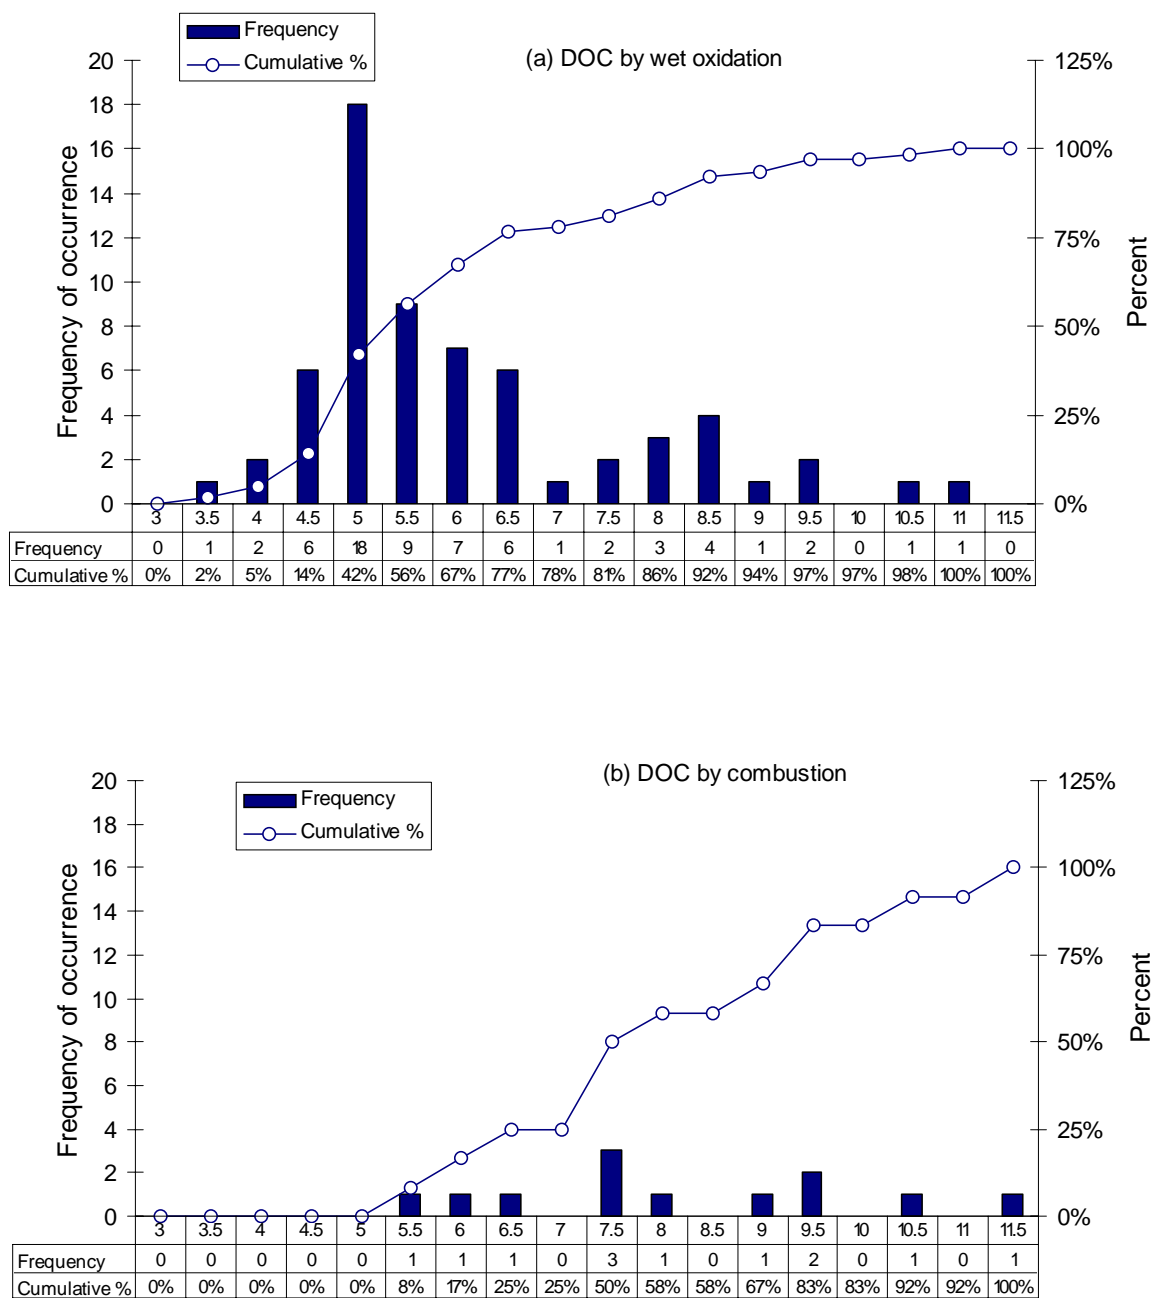 Frequency
Cumulative %
(a) DOC by wet oxidation
20 125%
18
16 100%
14
12 75%
10
8 50%
6
4 25%
2
0 0%
Frequency of occurrence
Percent
3 3.5 4 4.5 5 5.5 6 6.5 7 7.5 8 8.5 9 9.5 10 10.5 11 11.5
Frequency 0 1 2 6 18 9 7 6 1 2 3 4 1 2 0 1 1 0
Cumulative % 0% 2% 5% 14% 42% 56% 67% 77% 78% 81% 86% 92% 94% 97% 97% 98% 100% 100%
(b) DOC by combustion
Frequency
Cumulative %
20 125%
18
16 100%
14
12 75%
10
8 50%
6
4 25%
2
0 0%
Frequency of occurrence
Percent
3 3.5 4 4.5 5 5.5 6 6.5 7 7.5 8 8.5 9 9.5 10 10.5 11 11.5
Frequency 0 0 0 0 0 1 1 1 0 3 1 0 1 2 0 1 0 1
Cumulative % 0% 0% 0% 0% 0% 8% 17% 25% 25% 50% 58% 58% 67% 83% 83% 92% 92% 100%